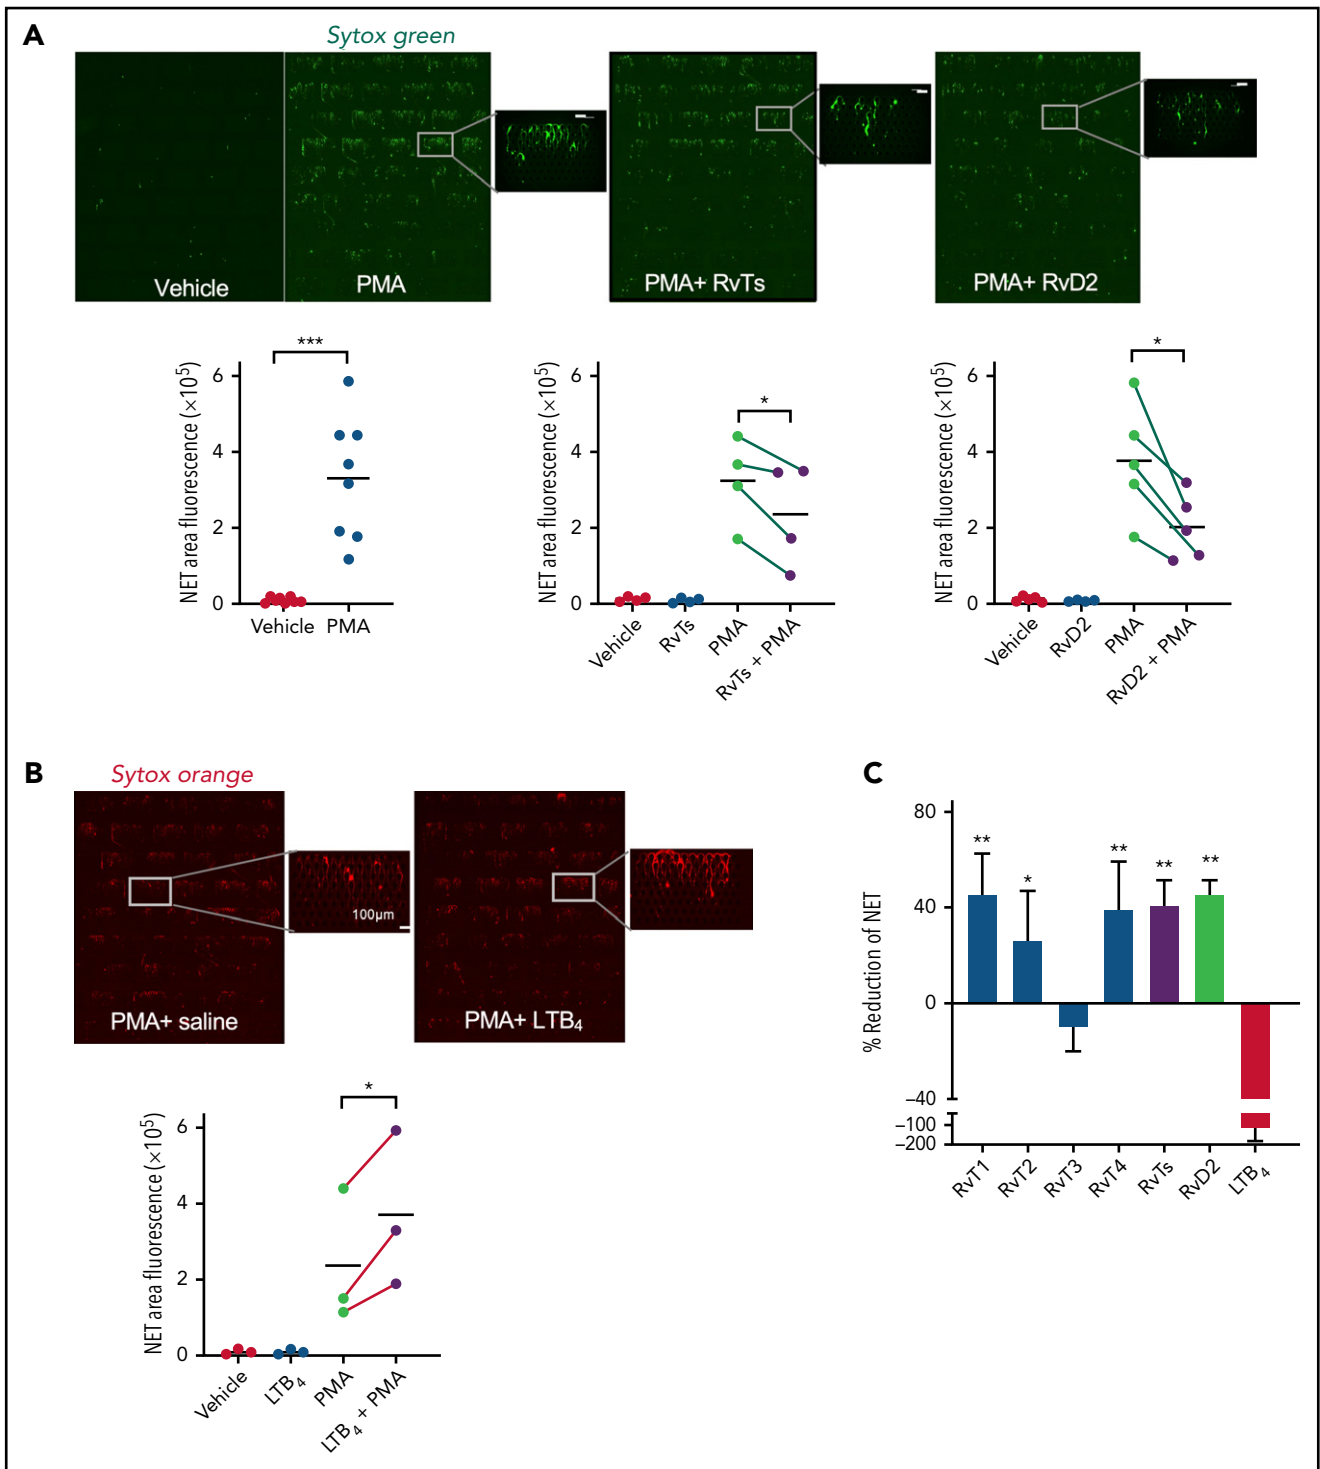 A
Sytox green
Vehicle
PMA
PMA+ RvTs
PMA+ RvD2
NET area fluorescence (×10⁵)
6
4
2
0
***
Vehicle PMA
NET area fluorescence (×10⁵)
6
4
2
0
*
Vehicle
RvTs
PMA
RvTs + PMA
NET area fluorescence (×10⁵)
6
4
2
0
*
Vehicle
RvD2
PMA
RvD2 + PMA
B
Sytox orange
PMA+ saline
100µm
PMA+ LTB₄
NET area fluorescence (×10⁵)
6
4
2
0
*
Vehicle
LTB₄
PMA
LTB₄ + PMA
C
% Reduction of NET
80
40
0
–40
–100
–200
**
*
**
**
**
RvT1
RvT2
RvT3
RvT4
RvTs
RvD2
LTB₄